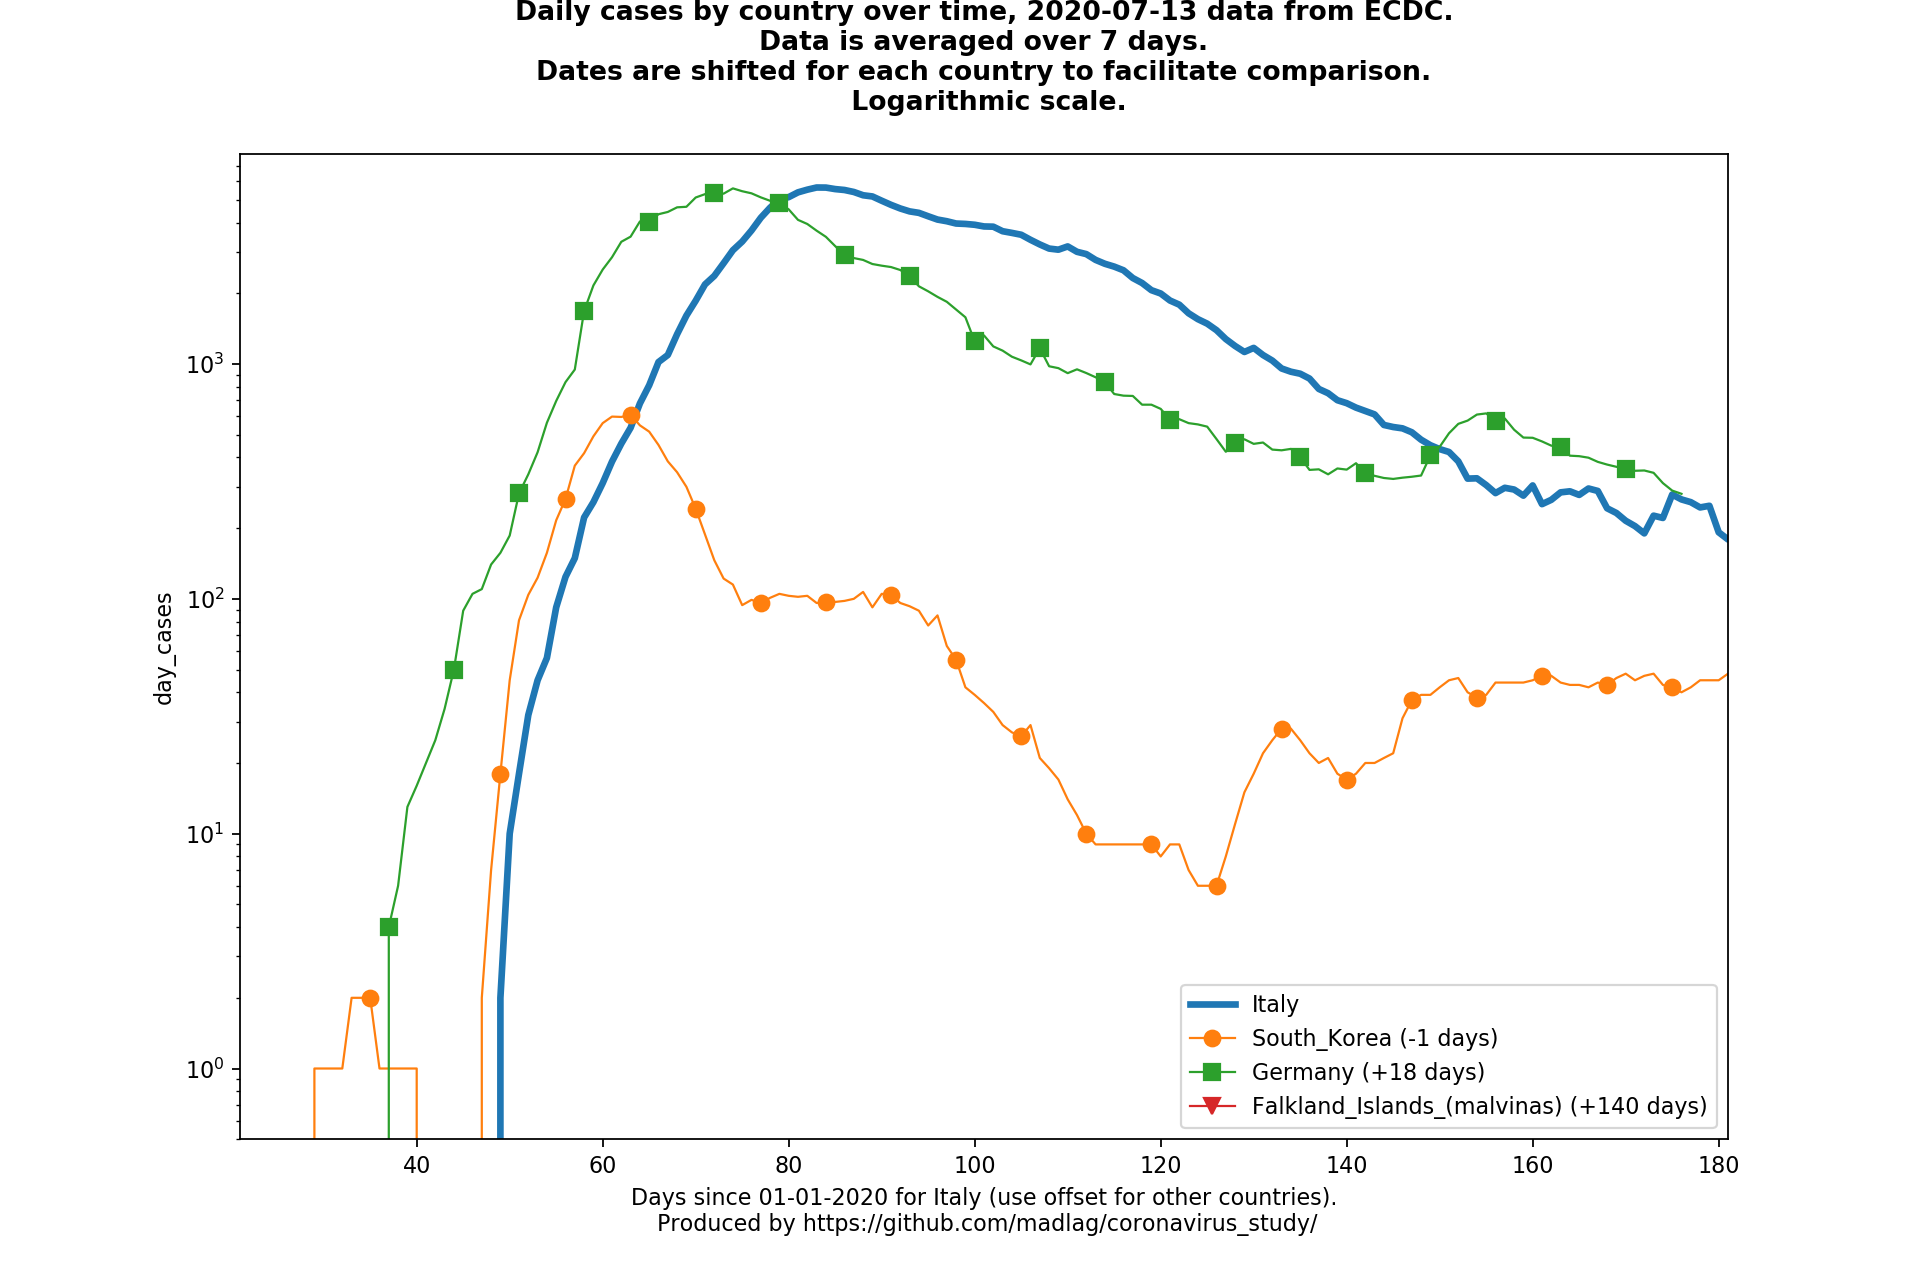 Daily cases by country over time, 2020-07-13 data from ECDC.
Data is averaged over 7 days.
Dates are shifted for each country to facilitate comparison.
Logarithmic scale.
day_cases
10³
10²
10¹
10⁰
Italy
South_Korea (-1 days)
Germany (+18 days)
Falkland_Islands_(malvinas) (+140 days)
40 60 80 100 120 140 160 180
Days since 01-01-2020 for Italy (use offset for other countries).
Produced by https://github.com/madlag/coronavirus_study/